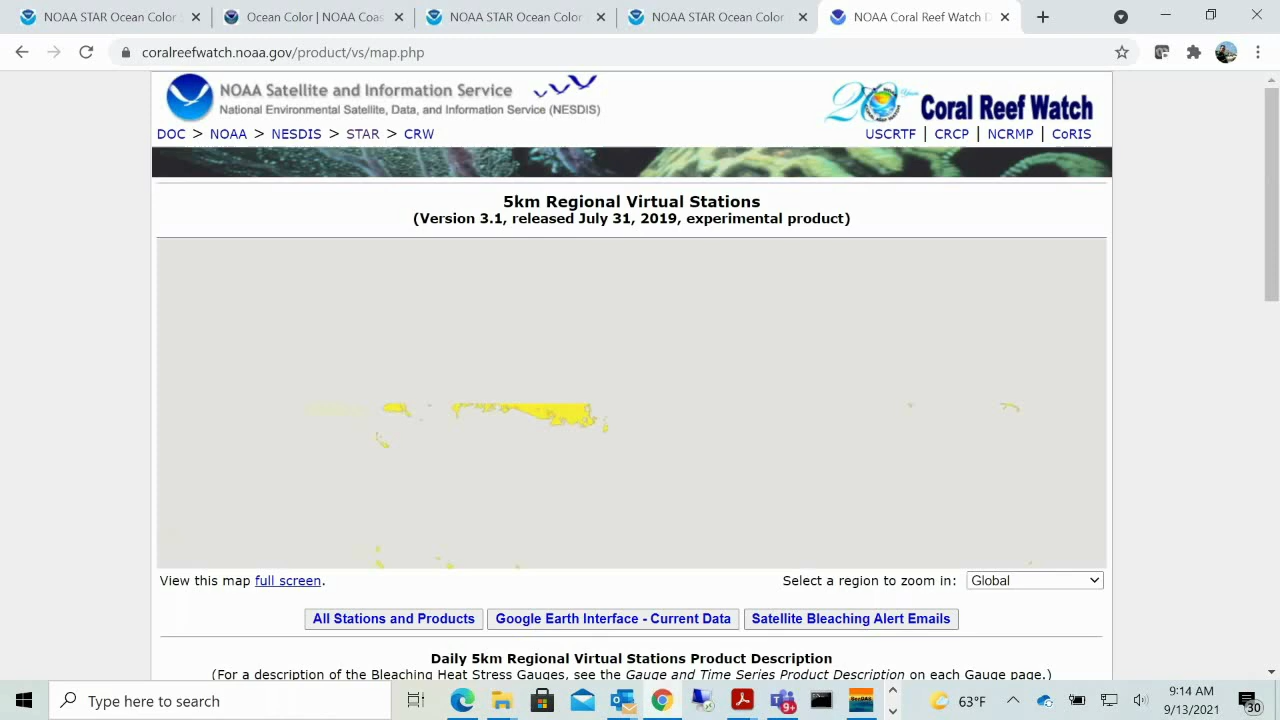 NOAA STAR Ocean Color
Ocean Color | NOAA Coas
NOAA STAR Ocean Color
NOAA STAR Ocean Color
NOAA Coral Reef Watch D
coralreefwatch.noaa.gov/product/vs/map.php
NOAA Satellite and Information Service
National Environmental Satellite, Data, and Information Service (NESDIS)
20 Years Coral Reef Watch
DOC > NOAA > NESDIS > STAR > CRW
USCRTF | CRCP | NCRMP | CoRIS
5km Regional Virtual Stations
(Version 3.1, released July 31, 2019, experimental product)
View this map full screen.
Select a region to zoom in: Global
All Stations and Products
Google Earth Interface - Current Data
Satellite Bleaching Alert Emails
Daily 5km Regional Virtual Stations Product Description
(For a description of the Bleaching Heat Stress Gauges, see the Gauge and Time Series Product Description on each Gauge page.)
Type here to search
9+
63°F
9:14 AM
9/13/2021
30